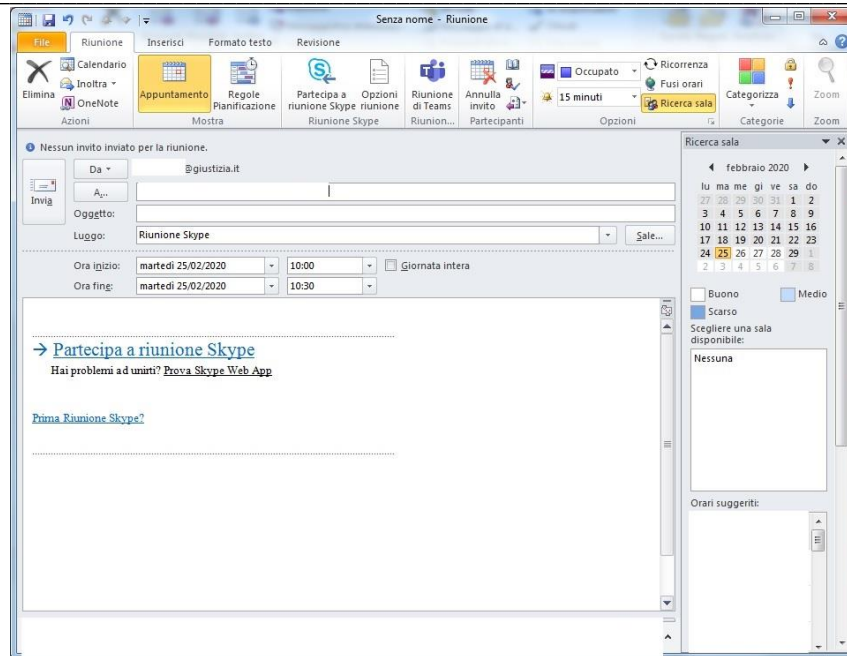 Senza nome - Riunione
File Riunione Inserisci Formato testo Revisione
Elimina
Calendario
Inoltra
OneNote
Azioni
Appuntamento
Regole Pianificazione
Mostra
Partecipa a riunione Skype
Opzioni riunione
Riunione Skype
Riunione di Teams
Riunion...
Annulla invito
Partecipanti
Occupato
15 minuti
Ricorrenza
Fusi orari
Ricerca sala
Opzioni
Categorizza
Categorie
Zoom
Zoom
Nessun invito inviato per la riunione.
Invia
Da
@giustizia.it
A...
Oggetto:
Luogo: Riunione Skype Sale...
Ora inizio: martedì 25/02/2020 10:00 Giornata intera
Ora fine: martedì 25/02/2020 10:30
→ Partecipa a riunione Skype
Hai problemi ad unirti? Prova Skype Web App
Prima Riunione Skype?
Ricerca sala
febbraio 2020
lu ma me gi ve sa do
27 28 29 30 31 1 2
3 4 5 6 7 8 9
10 11 12 13 14 15 16
17 18 19 20 21 22 23
24 25 26 27 28 29 1
2 3 4 5 6 7 8
Buono Medio
Scarso
Scegliere una sala
disponibile:
Nessuna
Orari suggeriti: